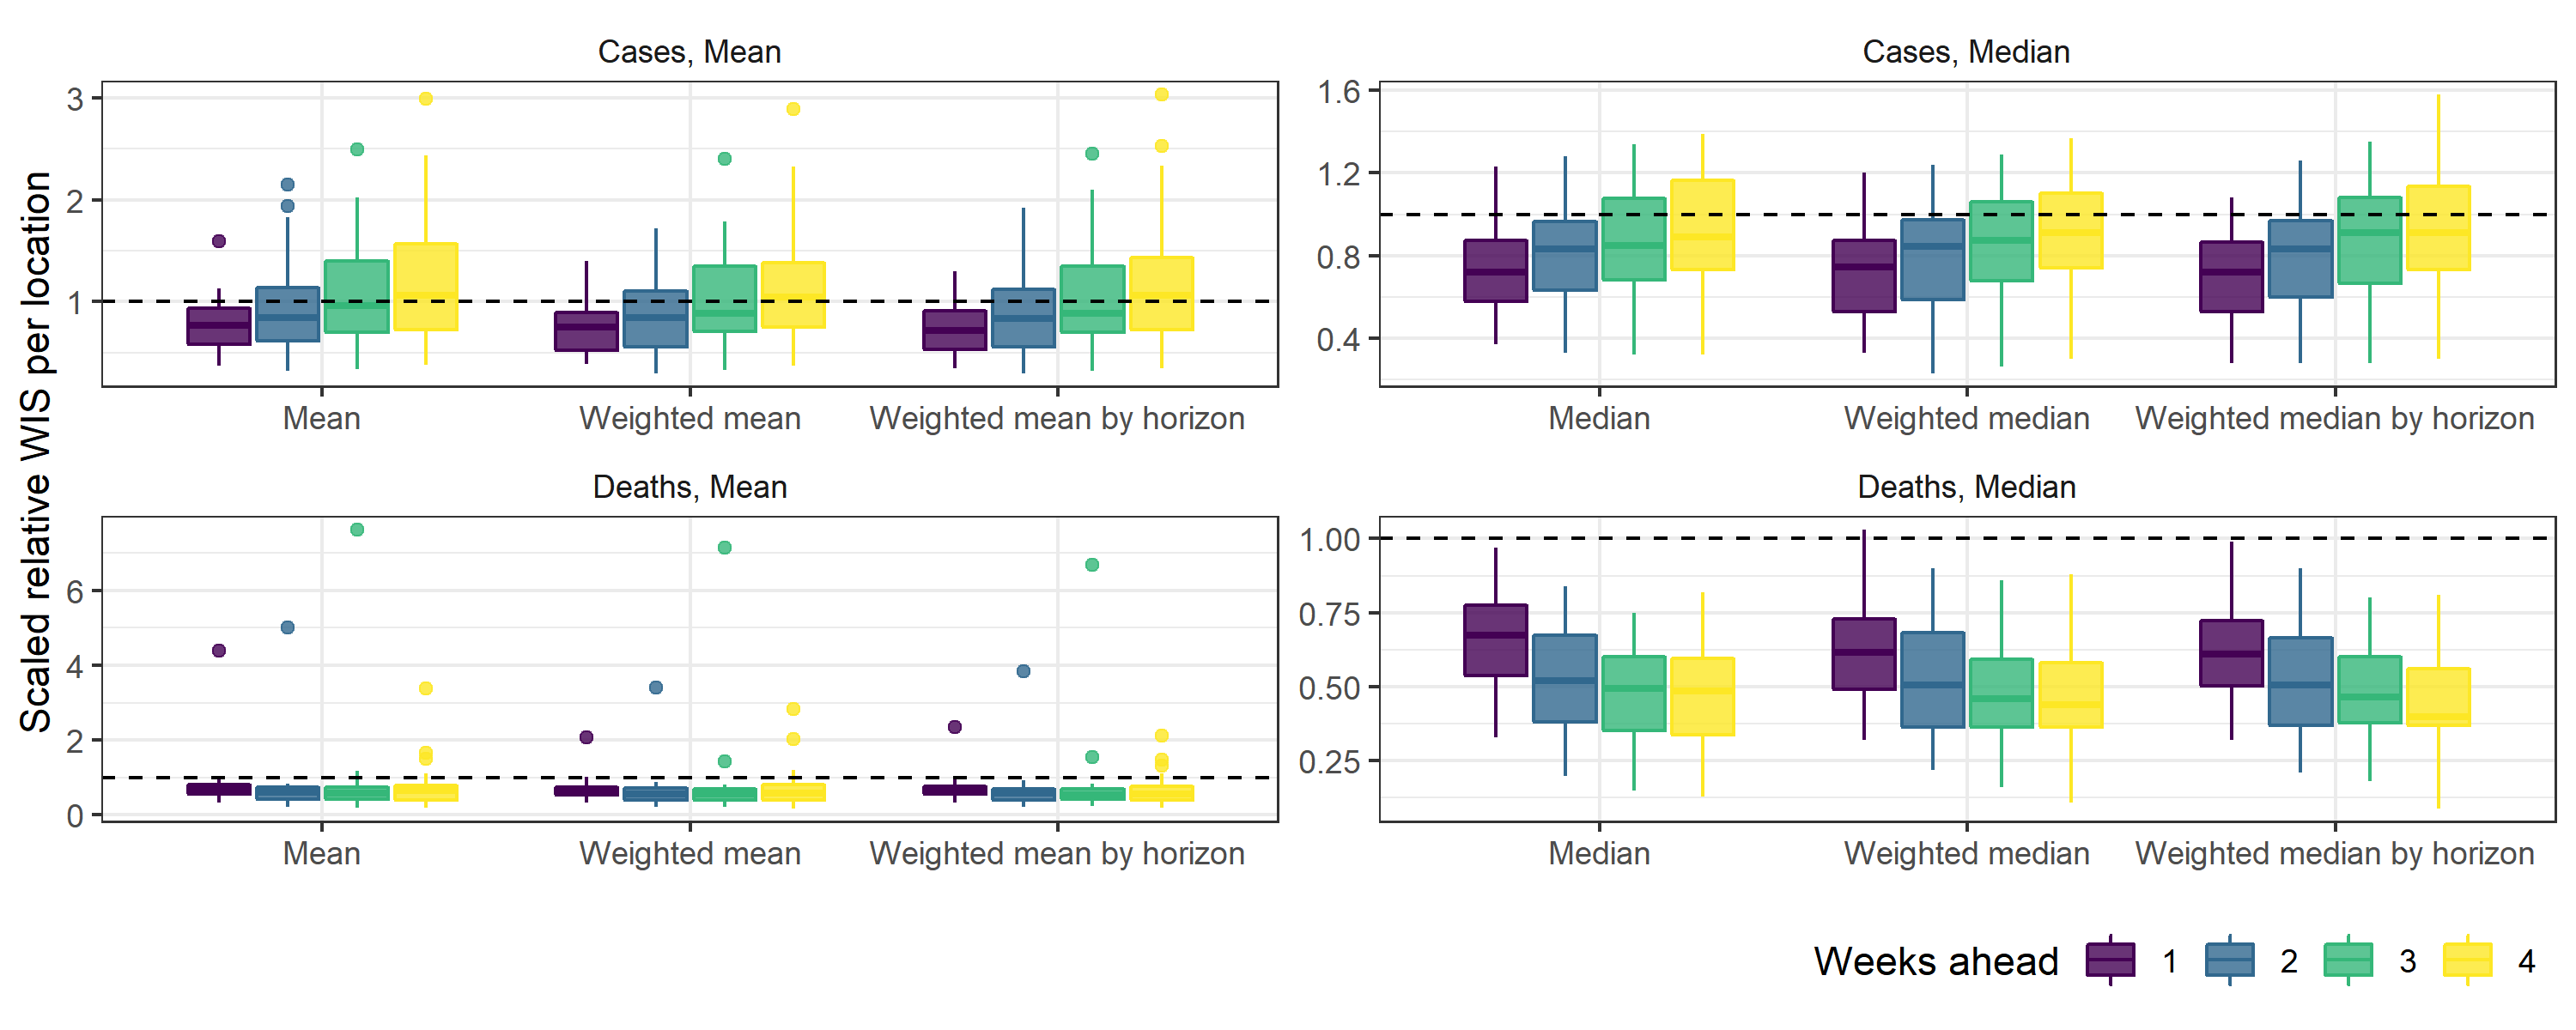 Cases, Mean
Cases, Median
Scaled relative WIS per location
3
2
1
Mean
Weighted mean
Weighted mean by horizon
1.6
1.2
0.8
0.4
Median
Weighted median
Weighted median by horizon
Deaths, Mean
Deaths, Median
6
4
2
0
Mean
Weighted mean
Weighted mean by horizon
1.00
0.75
0.50
0.25
Median
Weighted median
Weighted median by horizon
Weeks ahead 1 2 3 4